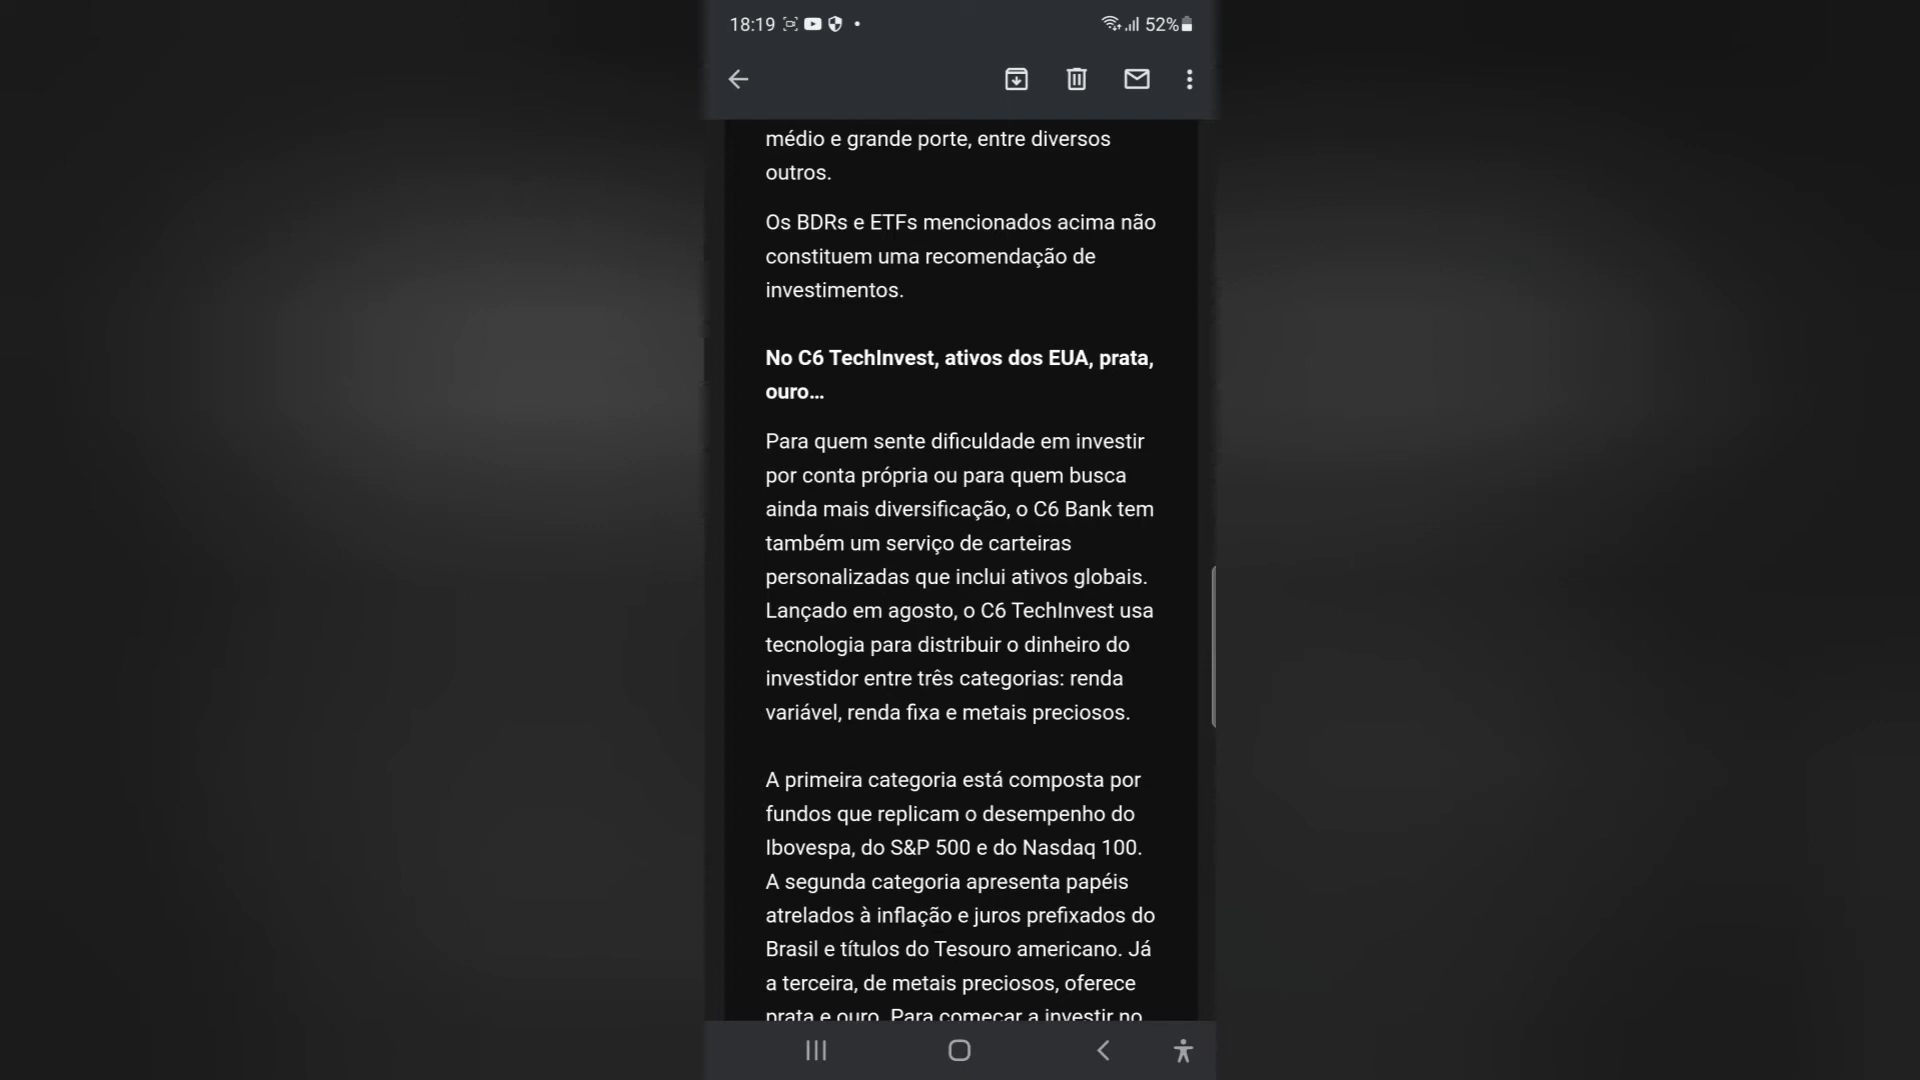 18:19
52%
médio e grande porte, entre diversos
outros.
Os BDRs e ETFs mencionados acima não
constituem uma recomendação de
investimentos.
No C6 TechInvest, ativos dos EUA, prata,
ouro...
Para quem sente dificuldade em investir
por conta própria ou para quem busca
ainda mais diversificação, o C6 Bank tem
também um serviço de carteiras
personalizadas que inclui ativos globais.
Lançado em agosto, o C6 TechInvest usa
tecnologia para distribuir o dinheiro do
investidor entre três categorias: renda
variável, renda fixa e metais preciosos.
A primeira categoria está composta por
fundos que replicam o desempenho do
Ibovespa, do S&P 500 e do Nasdaq 100.
A segunda categoria apresenta papéis
atrelados à inflação e juros prefixados do
Brasil e títulos do Tesouro americano. Já
a terceira, de metais preciosos, oferece
prata e ouro. Para começar a investir no